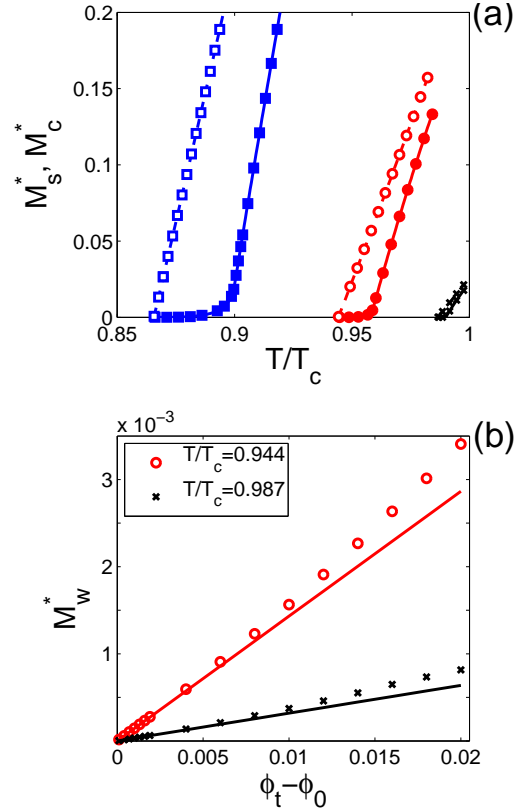 (a)
0.2
0.15
0.1
0.05
0
M*s, M*c
0.85 0.9 0.95 1
T/Tc
(b)
x 10⁻³
T/Tc=0.944
T/Tc=0.987
3
2
1
M*w
0.005 0.01 0.015 0.02
ϕt−ϕ0